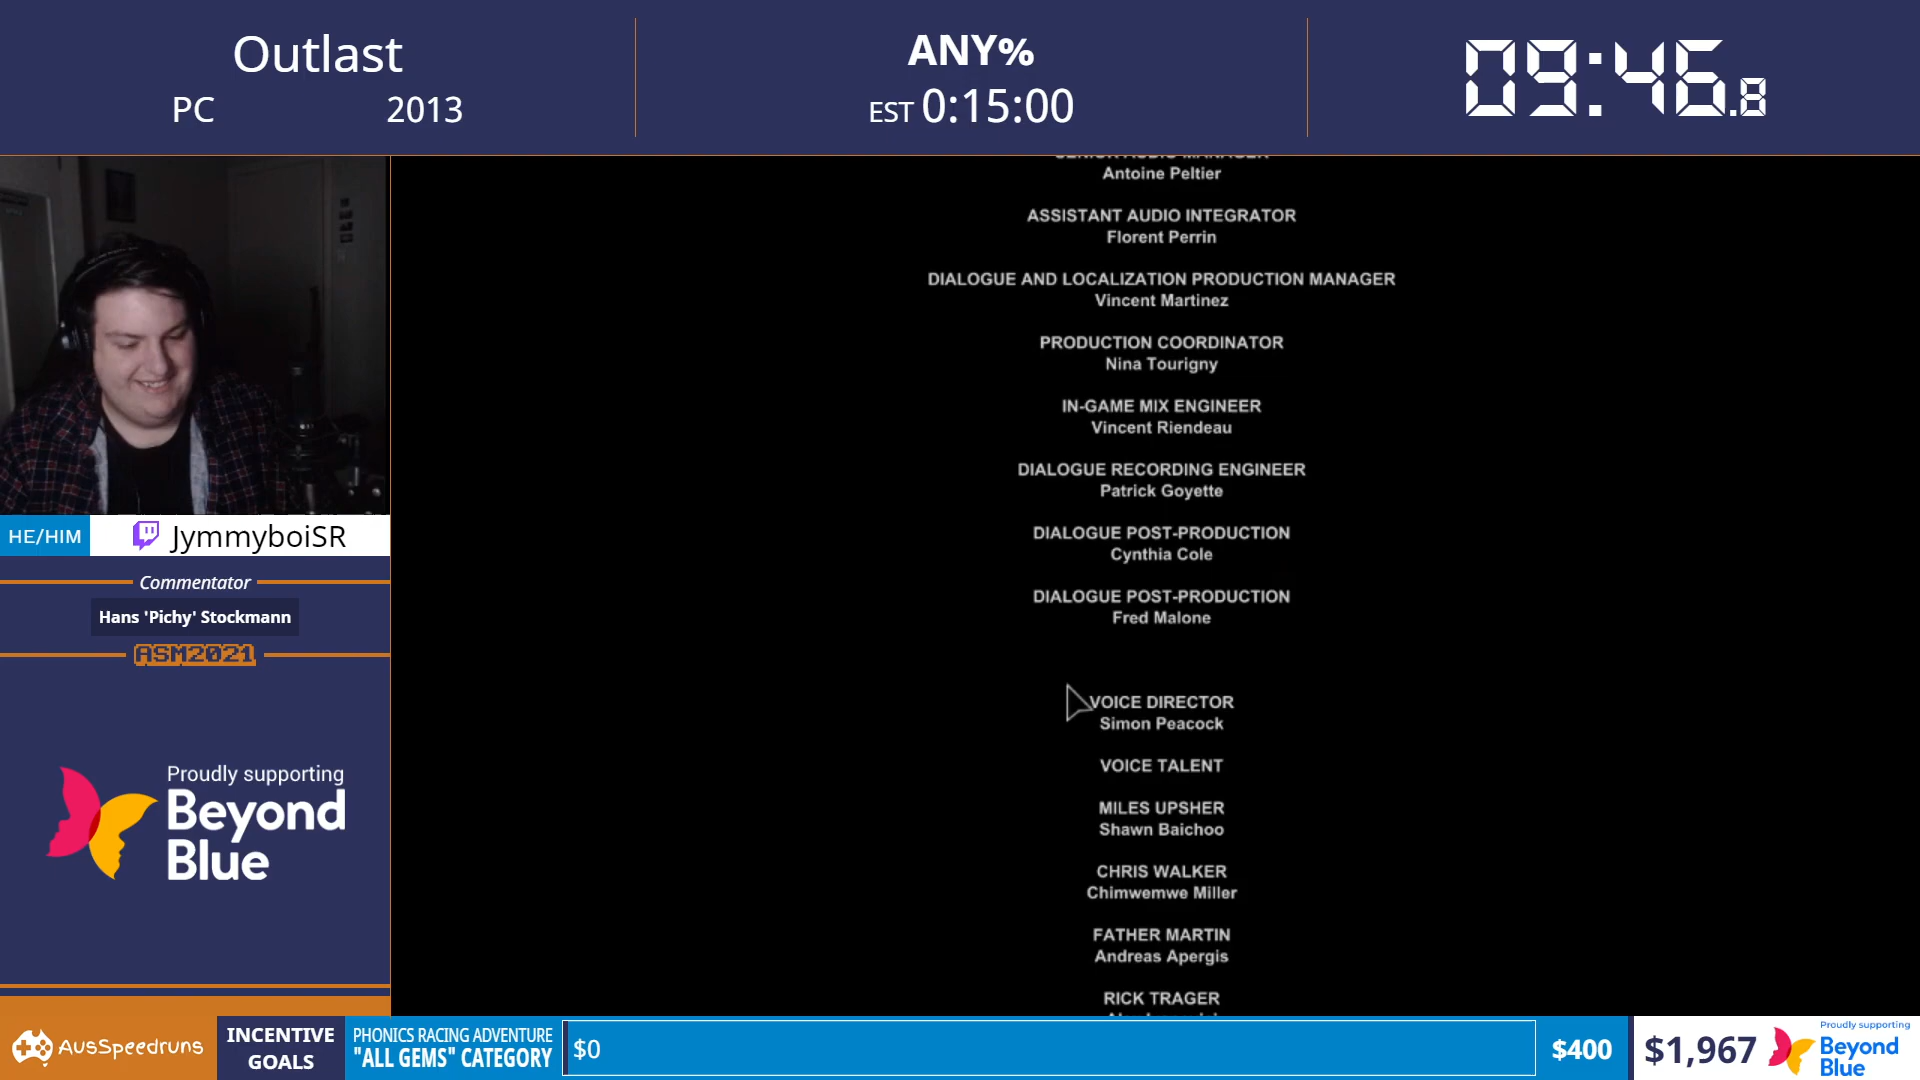 Outlast
PC 2013
ANY%
EST 0:15:00
09:46.8
Antoine Peltier
ASSISTANT AUDIO INTEGRATOR
Florent Perrin
DIALOGUE AND LOCALIZATION PRODUCTION MANAGER
Vincent Martinez
PRODUCTION COORDINATOR
Nina Tourigny
IN-GAME MIX ENGINEER
Vincent Riendeau
DIALOGUE RECORDING ENGINEER
Patrick Goyette
DIALOGUE POST-PRODUCTION
Cynthia Cole
DIALOGUE POST-PRODUCTION
Fred Malone
VOICE DIRECTOR
Simon Peacock
VOICE TALENT
MILES UPSHER
Shawn Baichoo
CHRIS WALKER
Chimwemwe Miller
FATHER MARTIN
Andreas Apergis
RICK TRAGER
HE/HIM
JymmyboiSR
Commentator
Hans 'Pichy' Stockmann
ASM2021
Proudly supporting
Beyond
Blue
AusSpeedruns
INCENTIVE
GOALS
PHONICS RACING ADVENTURE
"ALL GEMS" CATEGORY
$0
$400
$1,967
Proudly supporting
Beyond
Blue